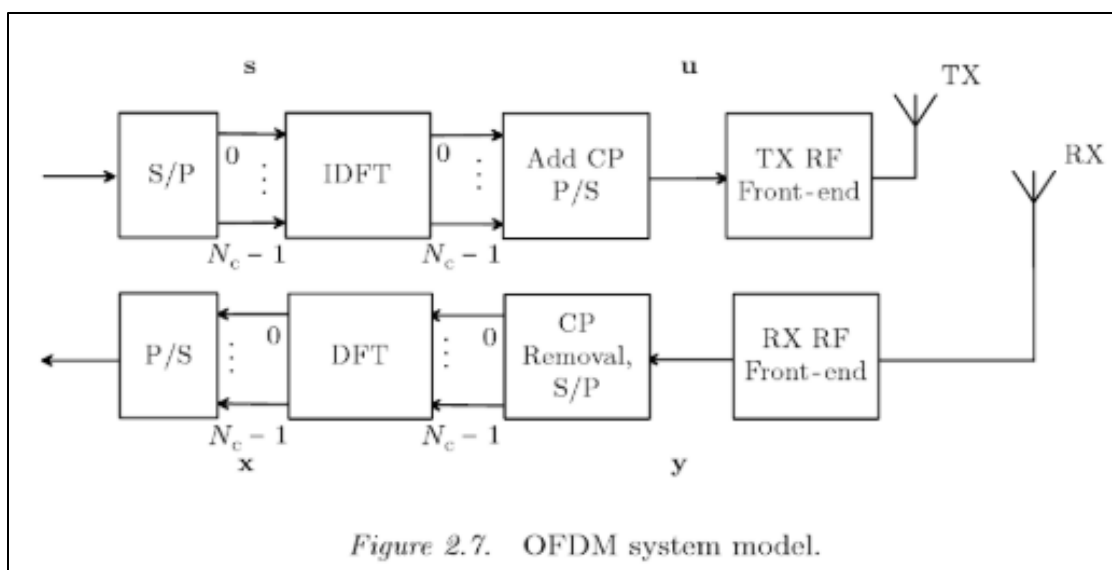 s
u
TX
RX
S/P
0
⋮
N_c − 1
IDFT
0
⋮
N_c − 1
Add CP
P/S
TX RF
Front-end
P/S
0
⋮
N_c − 1
DFT
0
⋮
N_c − 1
CP
Removal,
S/P
RX RF
Front-end
x
y
Figure 2.7. OFDM system model.